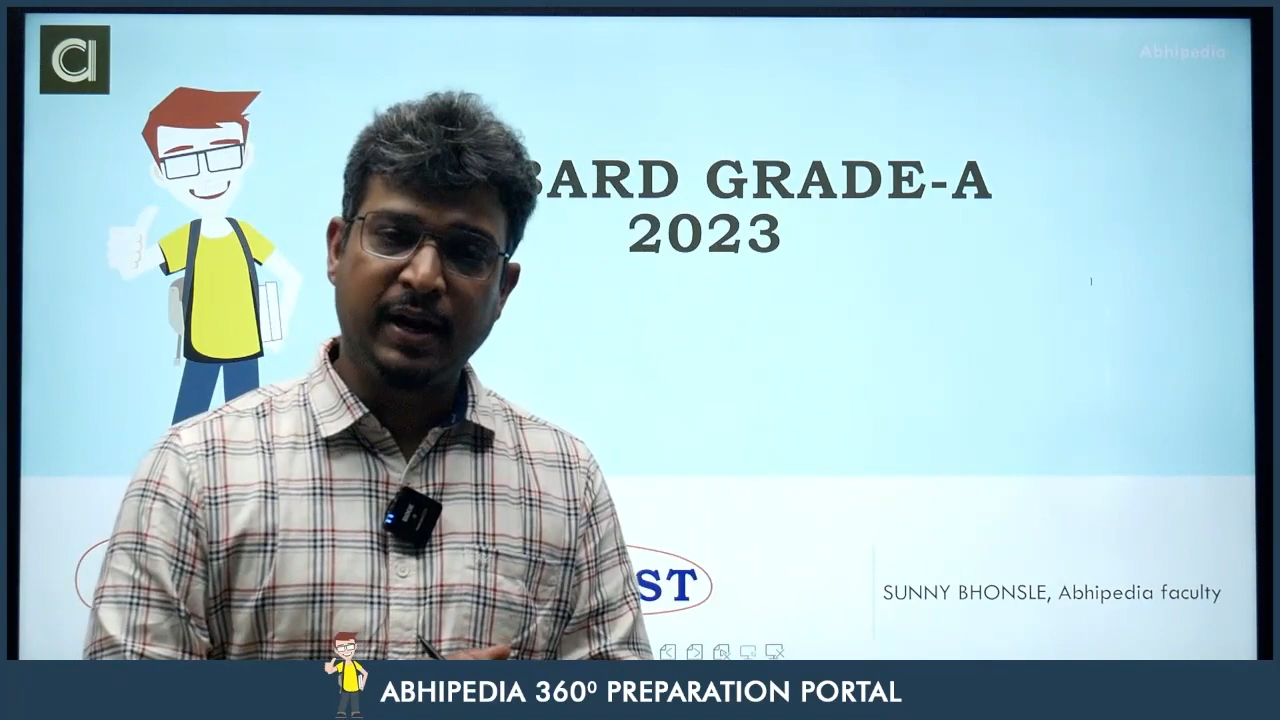 Abhipedia
BARD GRADE-A
2023
ST
SUNNY BHONSLE, Abhipedia faculty
ABHIPEDIA 360⁰ PREPARATION PORTAL